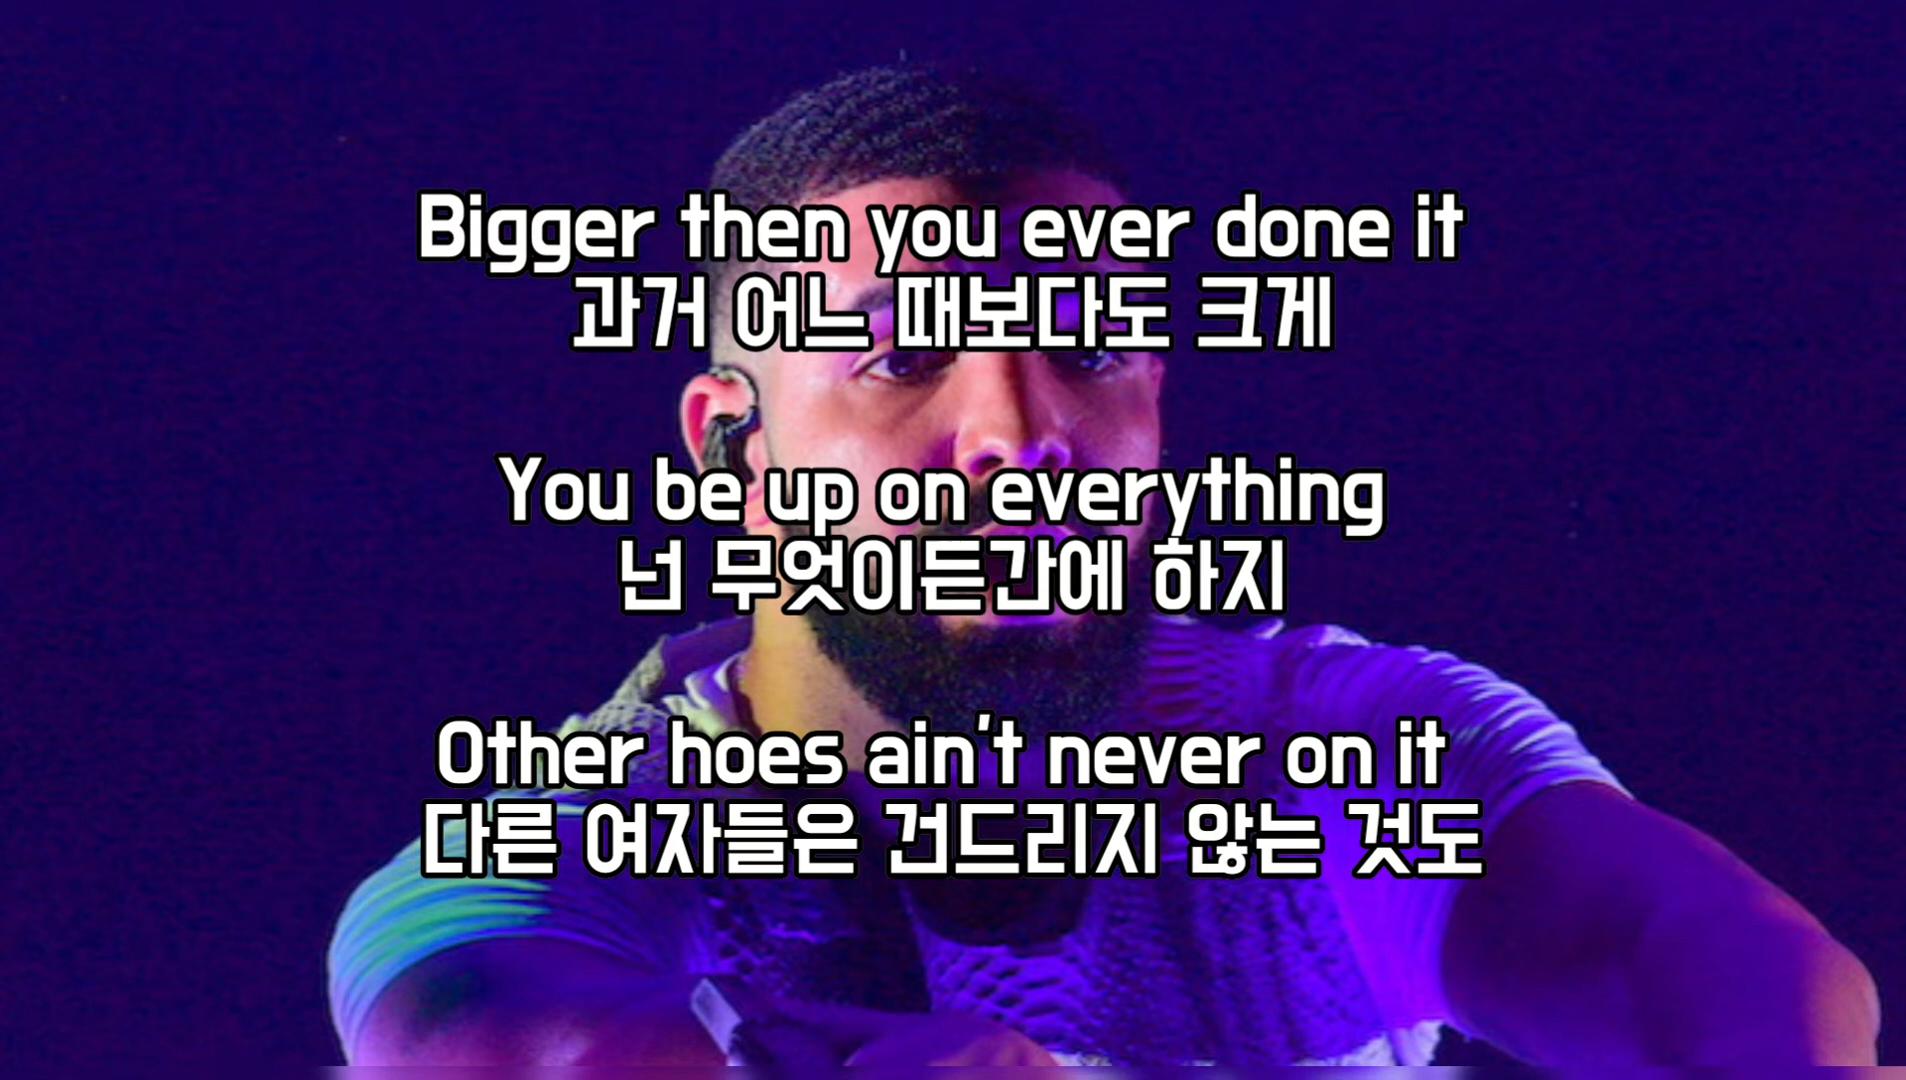 Bigger then you ever done it
과거 어느 때보다도 크게
You be up on everything
넌 무엇이든간에 하지
Other hoes ain't never on it
다른 여자들은 건드리지 않는 것도